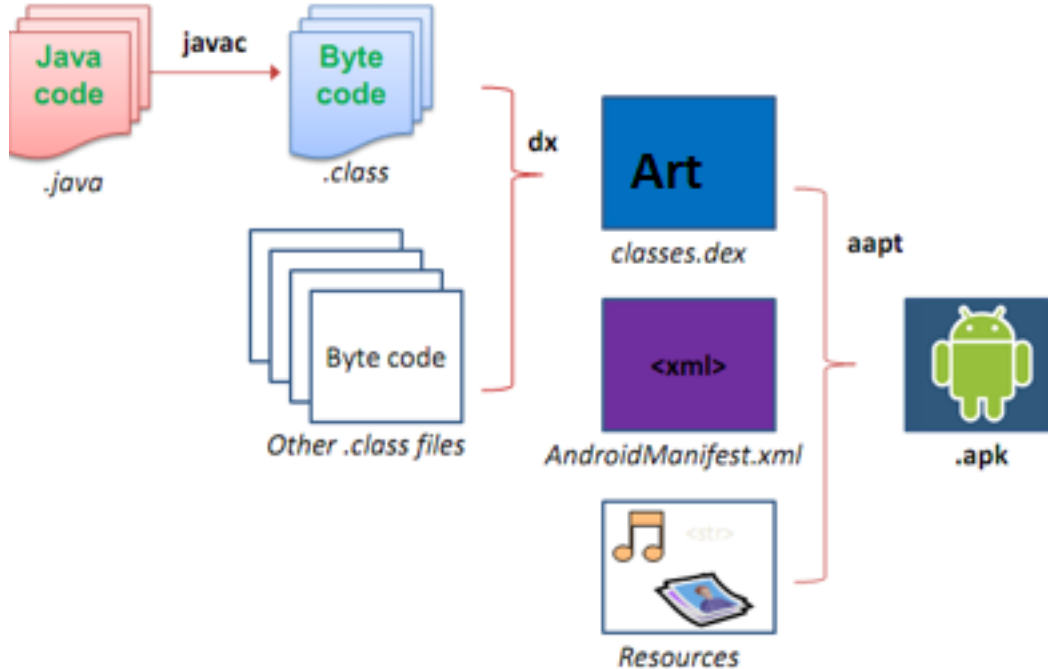 Java
code
javac
Byte
code
.java
.class
dx
Art
classes.dex
aapt
Byte code
Other .class files
<xml>
AndroidManifest.xml
.apk
<str>
Resources